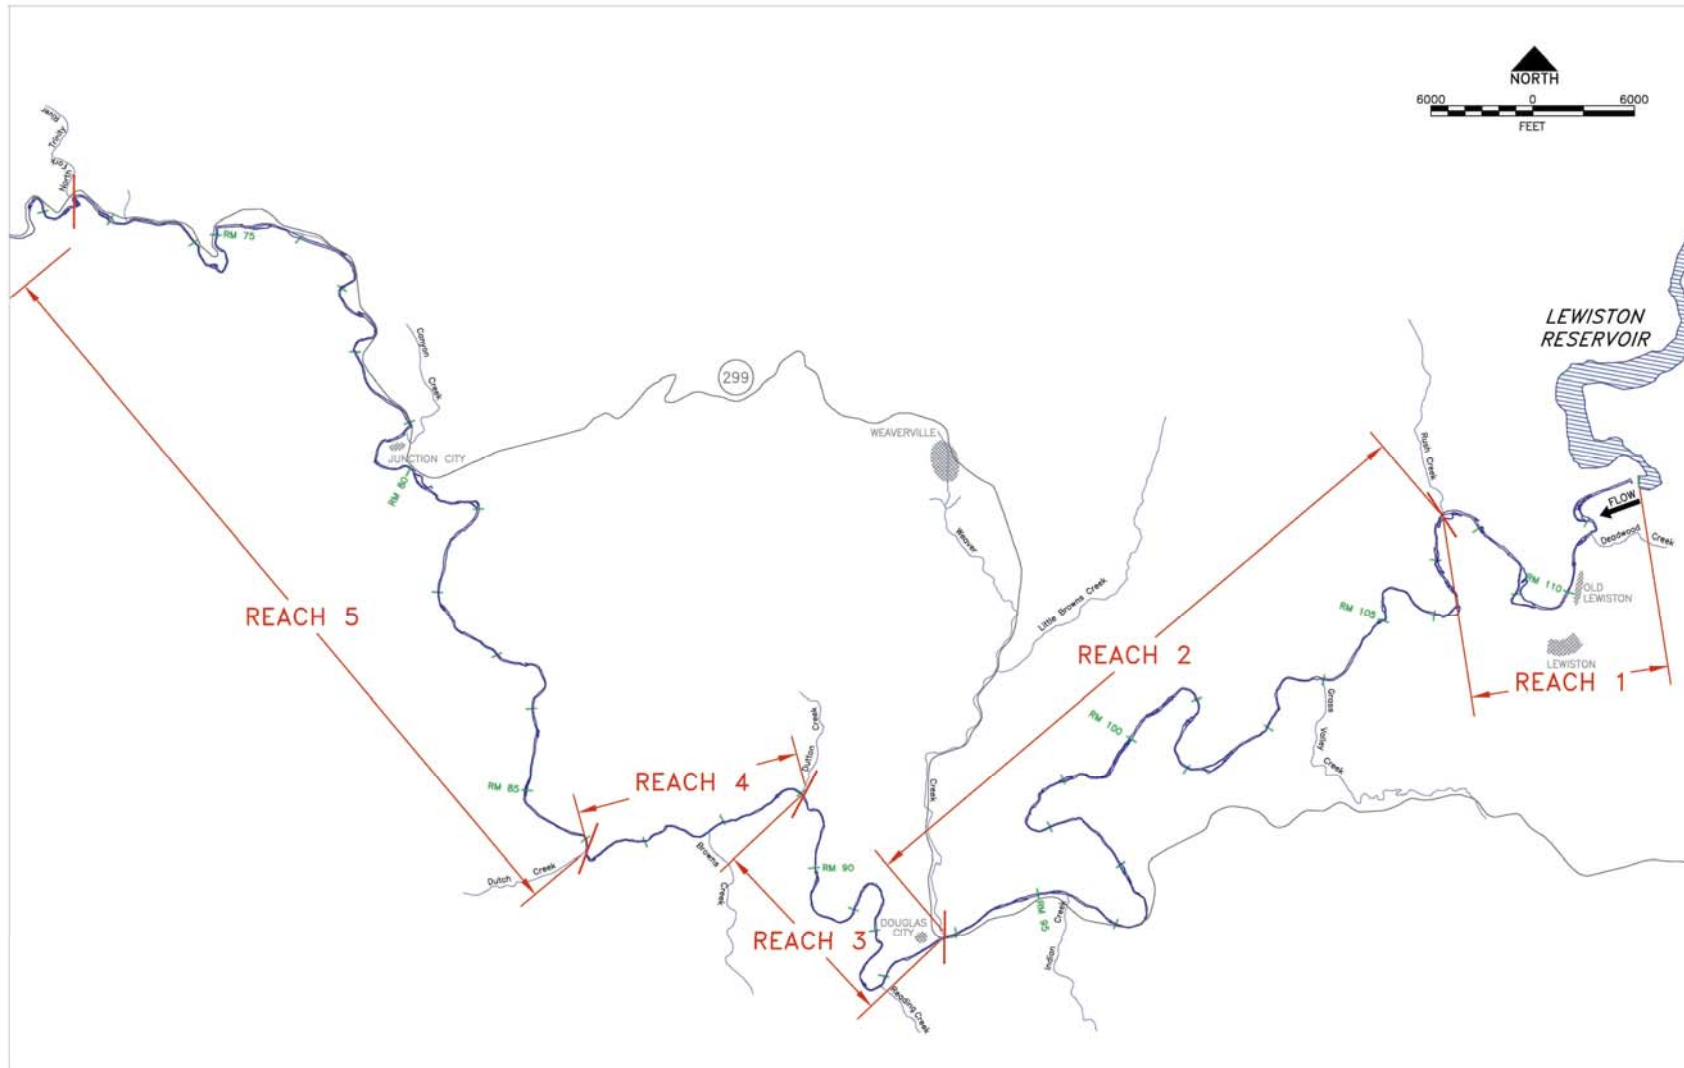 NORTH
6000 0 6000
FEET
North
Fork
Trinity
River
RM 75
LEWISTON
RESERVOIR
Canyon
Creek
299
WEAVERVILLE
JUNCTION CITY
RM 80
Rush Creek
FLOW
Deadwood Creek
Weaver
Creek
Little Browns Creek
RM 110
OLD
LEWISTON
RM 105
LEWISTON
REACH 5
REACH 2
REACH 1
Grass
Valley
Creek
RM 100
Dutton Creek
REACH 4
RM 85
Browns
Creek
RM 90
Dutch Creek
DOUGLAS
CITY
RM 95
REACH 3
Indian
Creek
Reading Creek